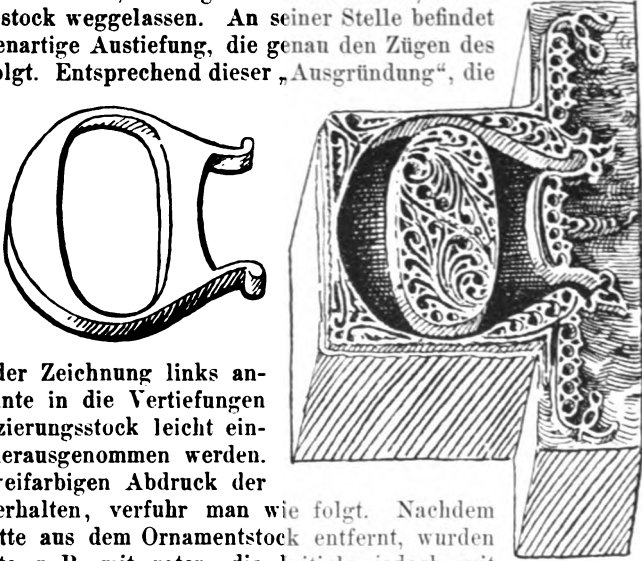 stock weggelassen. An seiner Stelle befindet
enartige Austiefung, die genau den Zügen des
olgt. Entsprechend dieser „Ausgründung“, die
der Zeichnung links an-
nnte in die Vertiefungen
zierungsstock leicht ein-
herausgenommen werden.
reifarbigen Abdruck der
erhalten, verfuhr man wie folgt. Nachdem
tte aus dem Ornamentstock entfernt, wurden